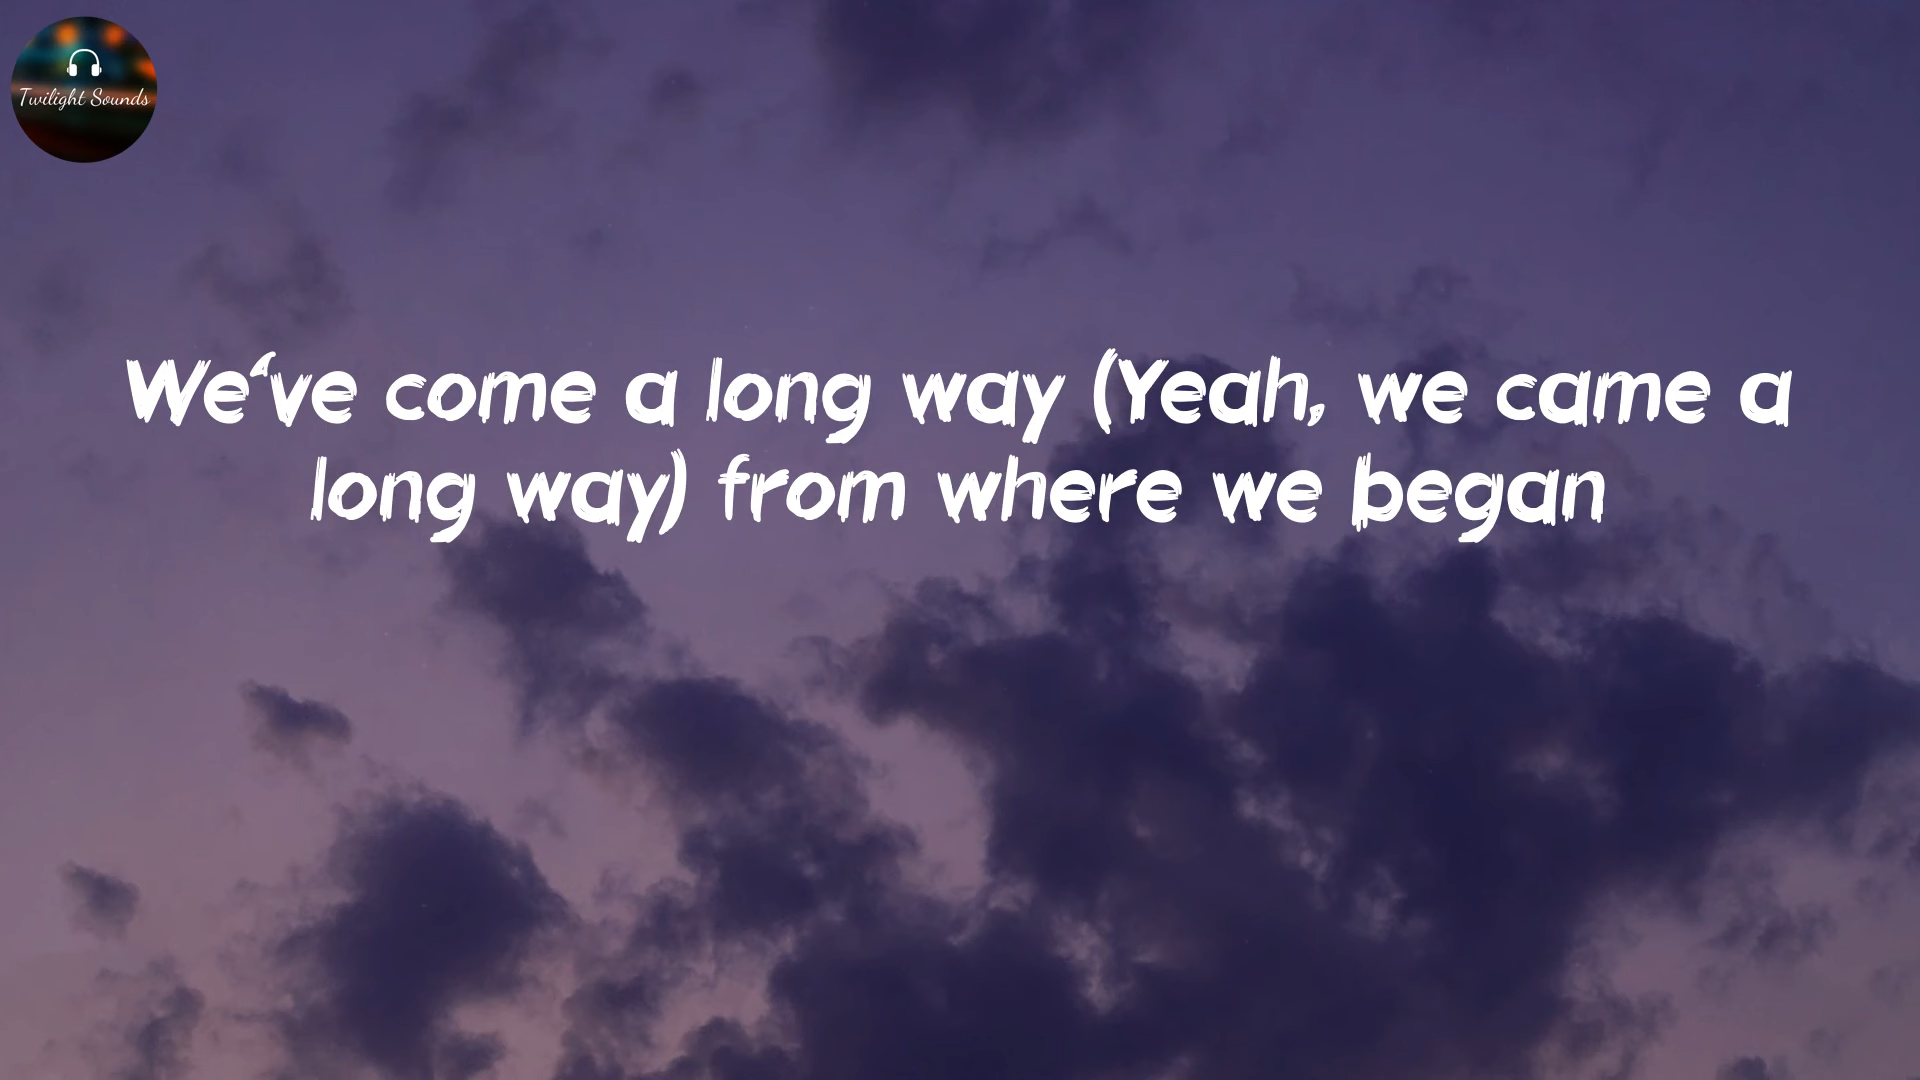 Twilight Sounds
We've come a long way (Yeah, we came a
long way) from where we began